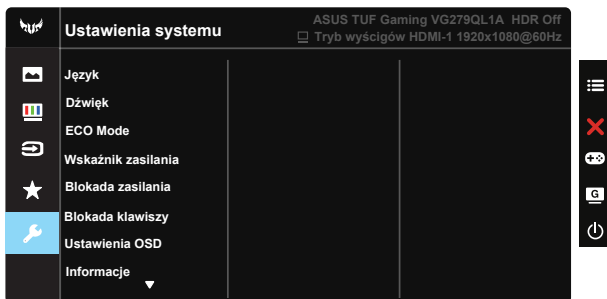 Ustawienia systemu
ASUS TUF Gaming VG279QL1A HDR Off
Tryb wyścigów HDMI-1 1920x1080@60Hz
Język
Dźwięk
ECO Mode
Wskaźnik zasilania
Blokada zasilania
Blokada klawiszy
Ustawienia OSD
Informacje
G